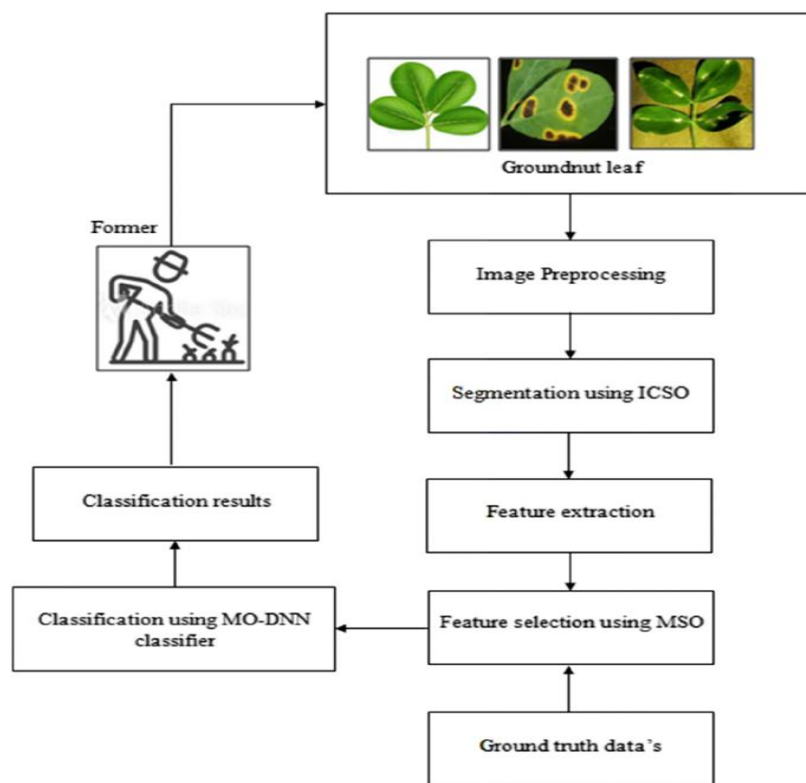 Groundnut leaf
Former
Image Preprocessing
Segmentation using ICSO
Classification results
Feature extraction
Classification using MO-DNN
classifier
Feature selection using MSO
Ground truth data’s